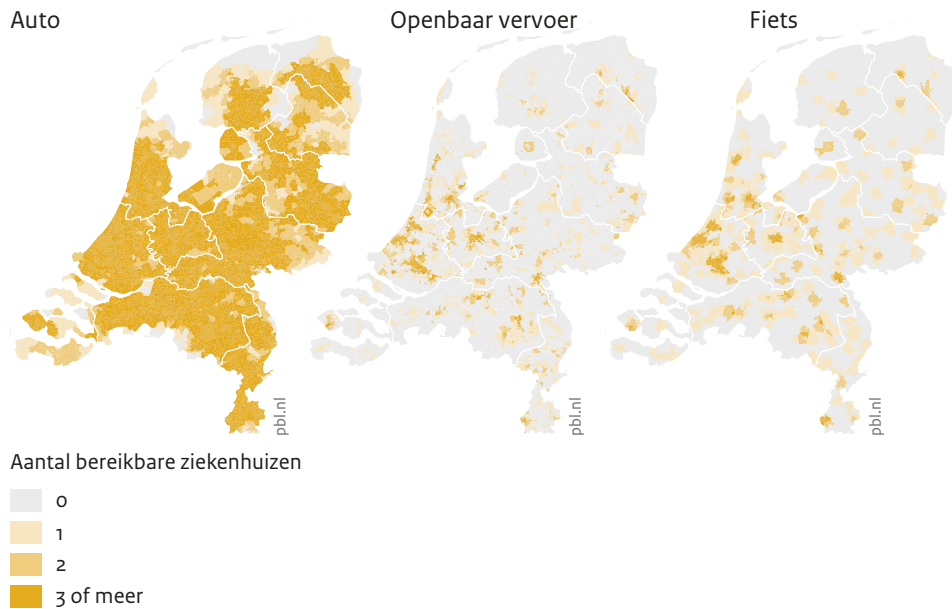 Auto
Openbaar vervoer
Fiets
pbl.nl
pbl.nl
pbl.nl
Aantal bereikbare ziekenhuizen
0
1
2
3 of meer